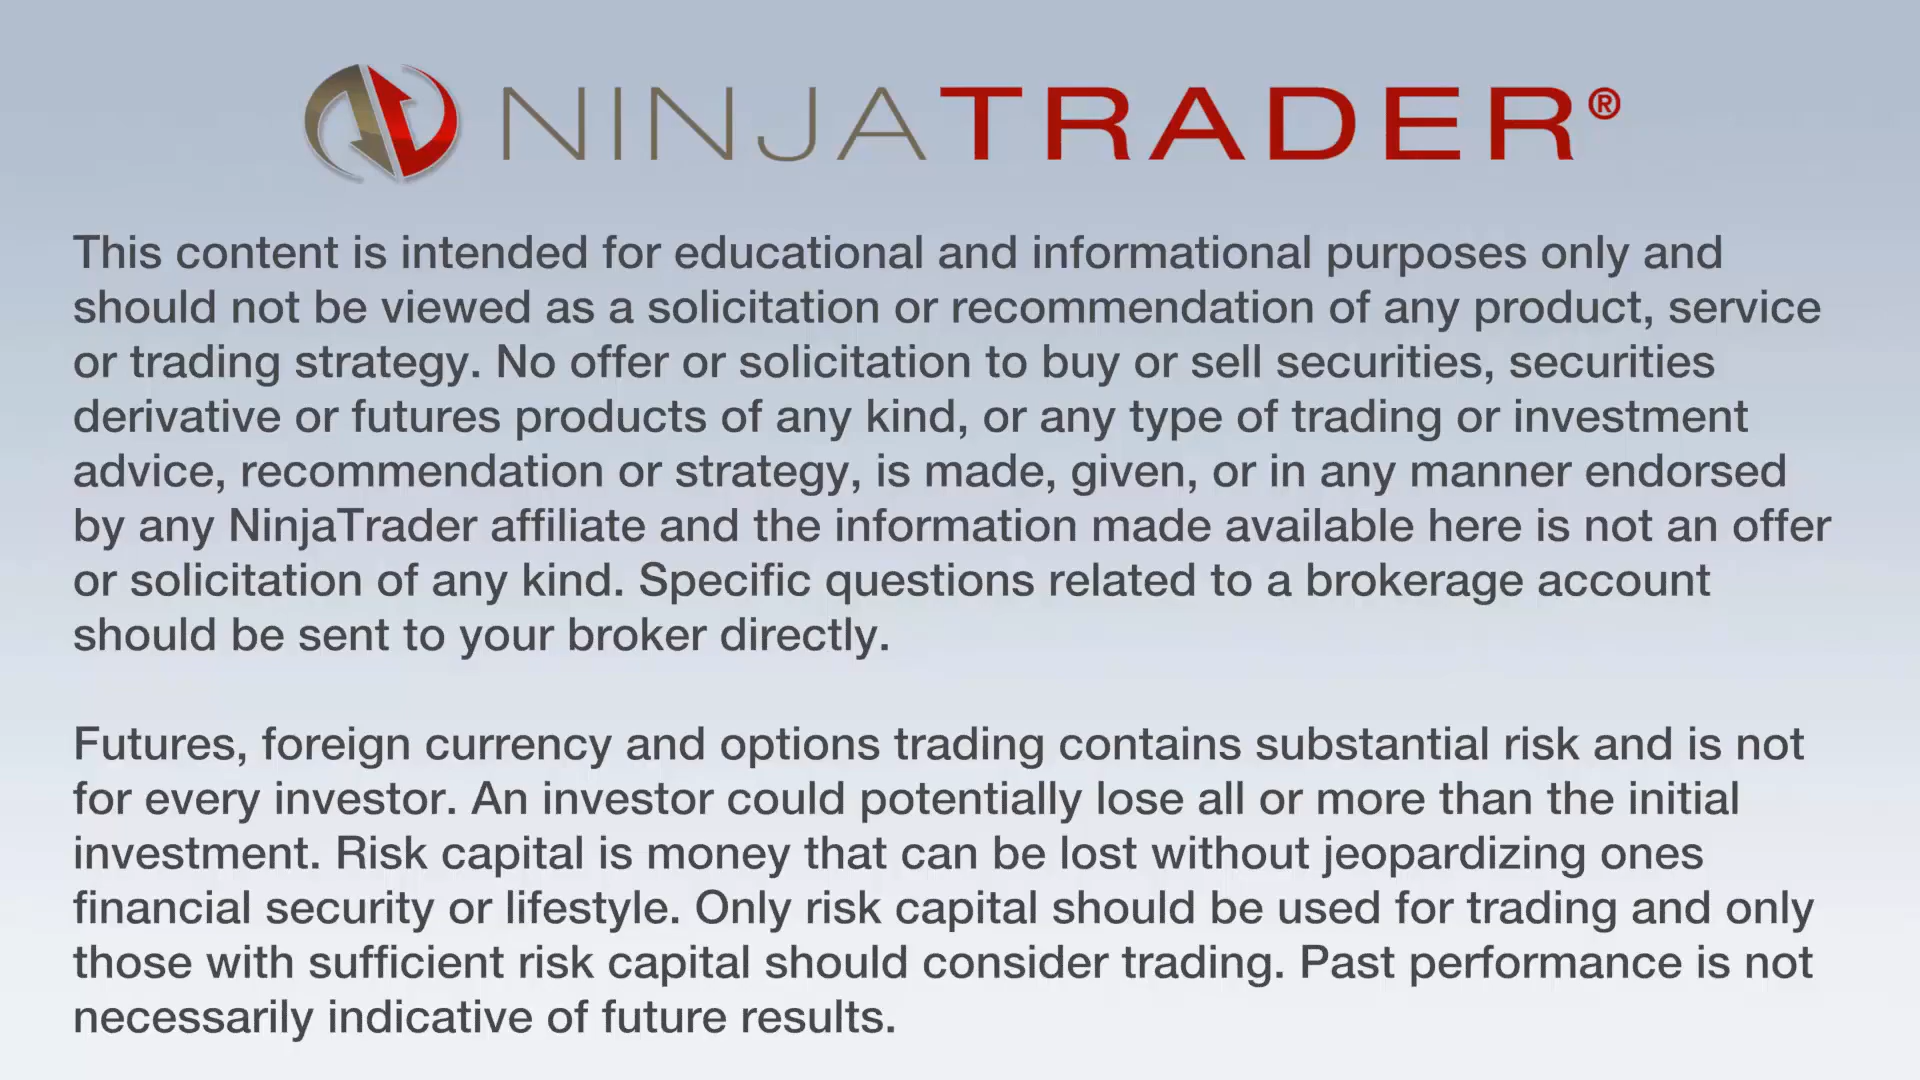 NINJATRADER®
This content is intended for educational and informational purposes only and
should not be viewed as a solicitation or recommendation of any product, service
or trading strategy. No offer or solicitation to buy or sell securities, securities
derivative or futures products of any kind, or any type of trading or investment
advice, recommendation or strategy, is made, given, or in any manner endorsed
by any NinjaTrader affiliate and the information made available here is not an offer
or solicitation of any kind. Specific questions related to a brokerage account
should be sent to your broker directly.
Futures, foreign currency and options trading contains substantial risk and is not
for every investor. An investor could potentially lose all or more than the initial
investment. Risk capital is money that can be lost without jeopardizing ones
financial security or lifestyle. Only risk capital should be used for trading and only
those with sufficient risk capital should consider trading. Past performance is not
necessarily indicative of future results.